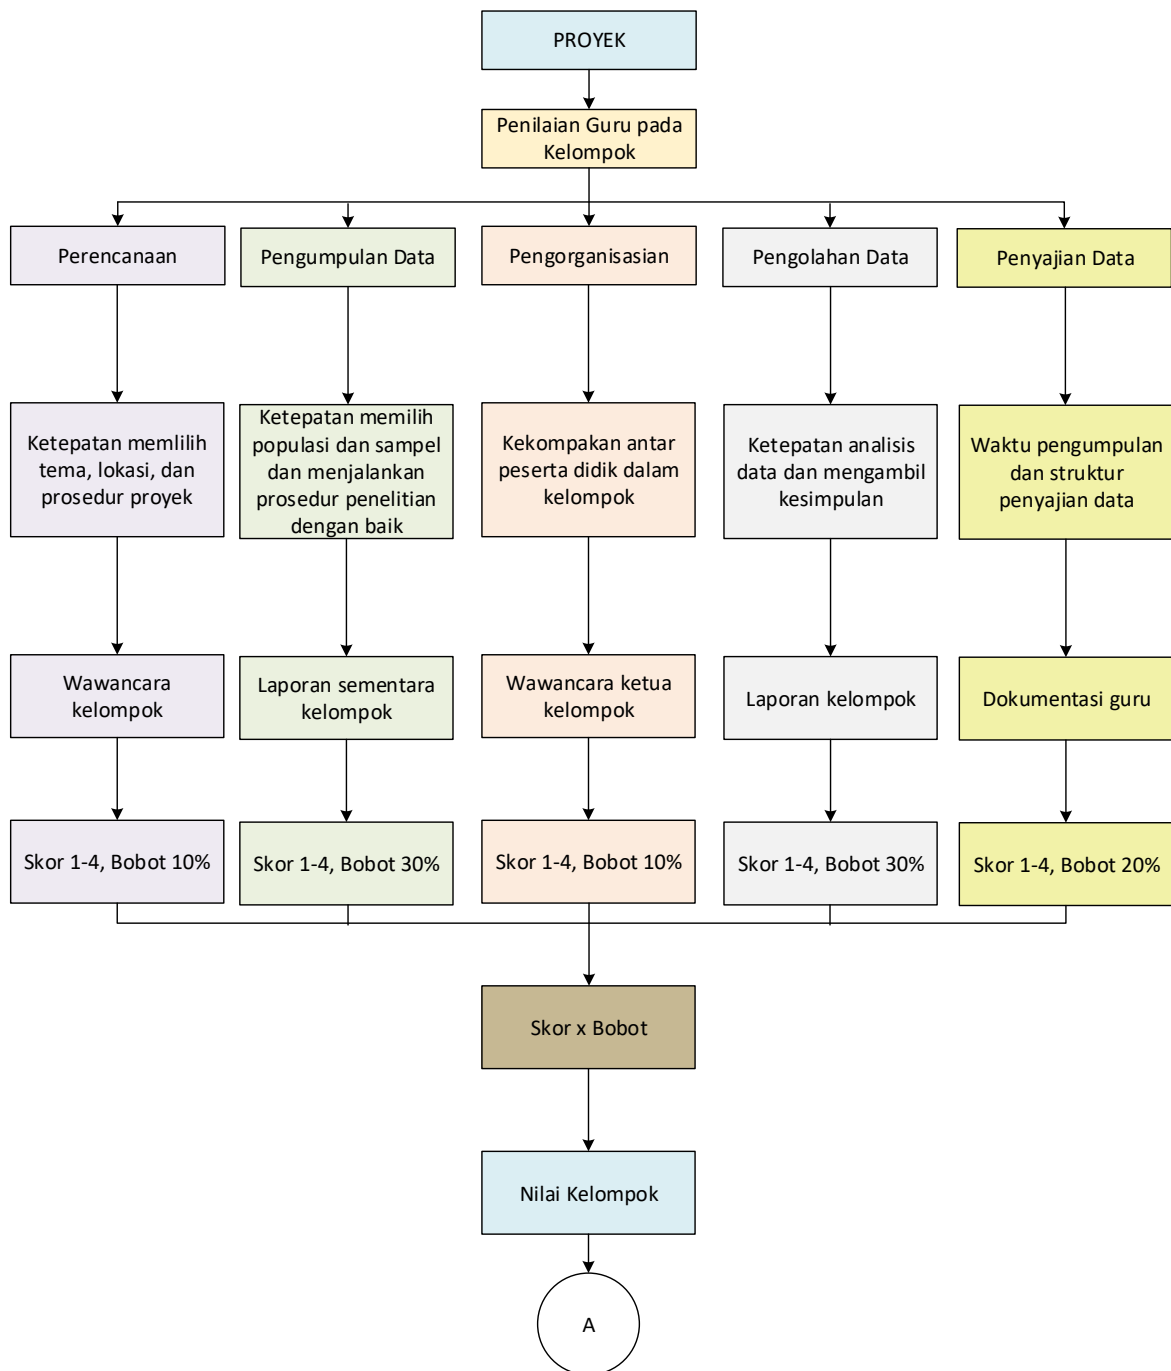 PROYEK
Penilaian Guru pada
Kelompok
Perencanaan
Pengumpulan Data
Pengorganisasian
Pengolahan Data
Penyajian Data
Ketepatan memlilih
tema, lokasi, dan
prosedur proyek
Ketepatan memilih
populasi dan sampel
dan menjalankan
prosedur penelitian
dengan baik
Kekompakan antar
peserta didik dalam
kelompok
Ketepatan analisis
data dan mengambil
kesimpulan
Waktu pengumpulan
dan struktur
penyajian data
Wawancara
kelompok
Laporan sementara
kelompok
Wawancara ketua
kelompok
Laporan kelompok
Dokumentasi guru
Skor 1-4, Bobot 10%
Skor 1-4, Bobot 30%
Skor 1-4, Bobot 10%
Skor 1-4, Bobot 30%
Skor 1-4, Bobot 20%
Skor x Bobot
Nilai Kelompok
A